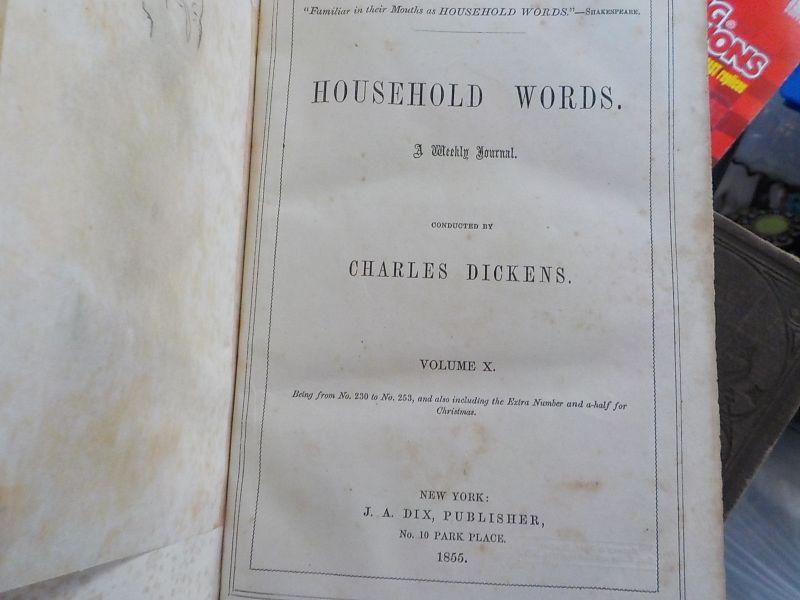 "Familiar in their Mouths as HOUSEHOLD WORDS."—SHAKESPEARE.
HOUSEHOLD WORDS.
A Weekly Journal.
CONDUCTED BY
CHARLES DICKENS.
VOLUME X.
Being from No. 230 to No. 253, and also including the Extra Number and a-half for
Christmas.
NEW YORK:
J. A. DIX, PUBLISHER,
No. 10 PARK PLACE.
1855.